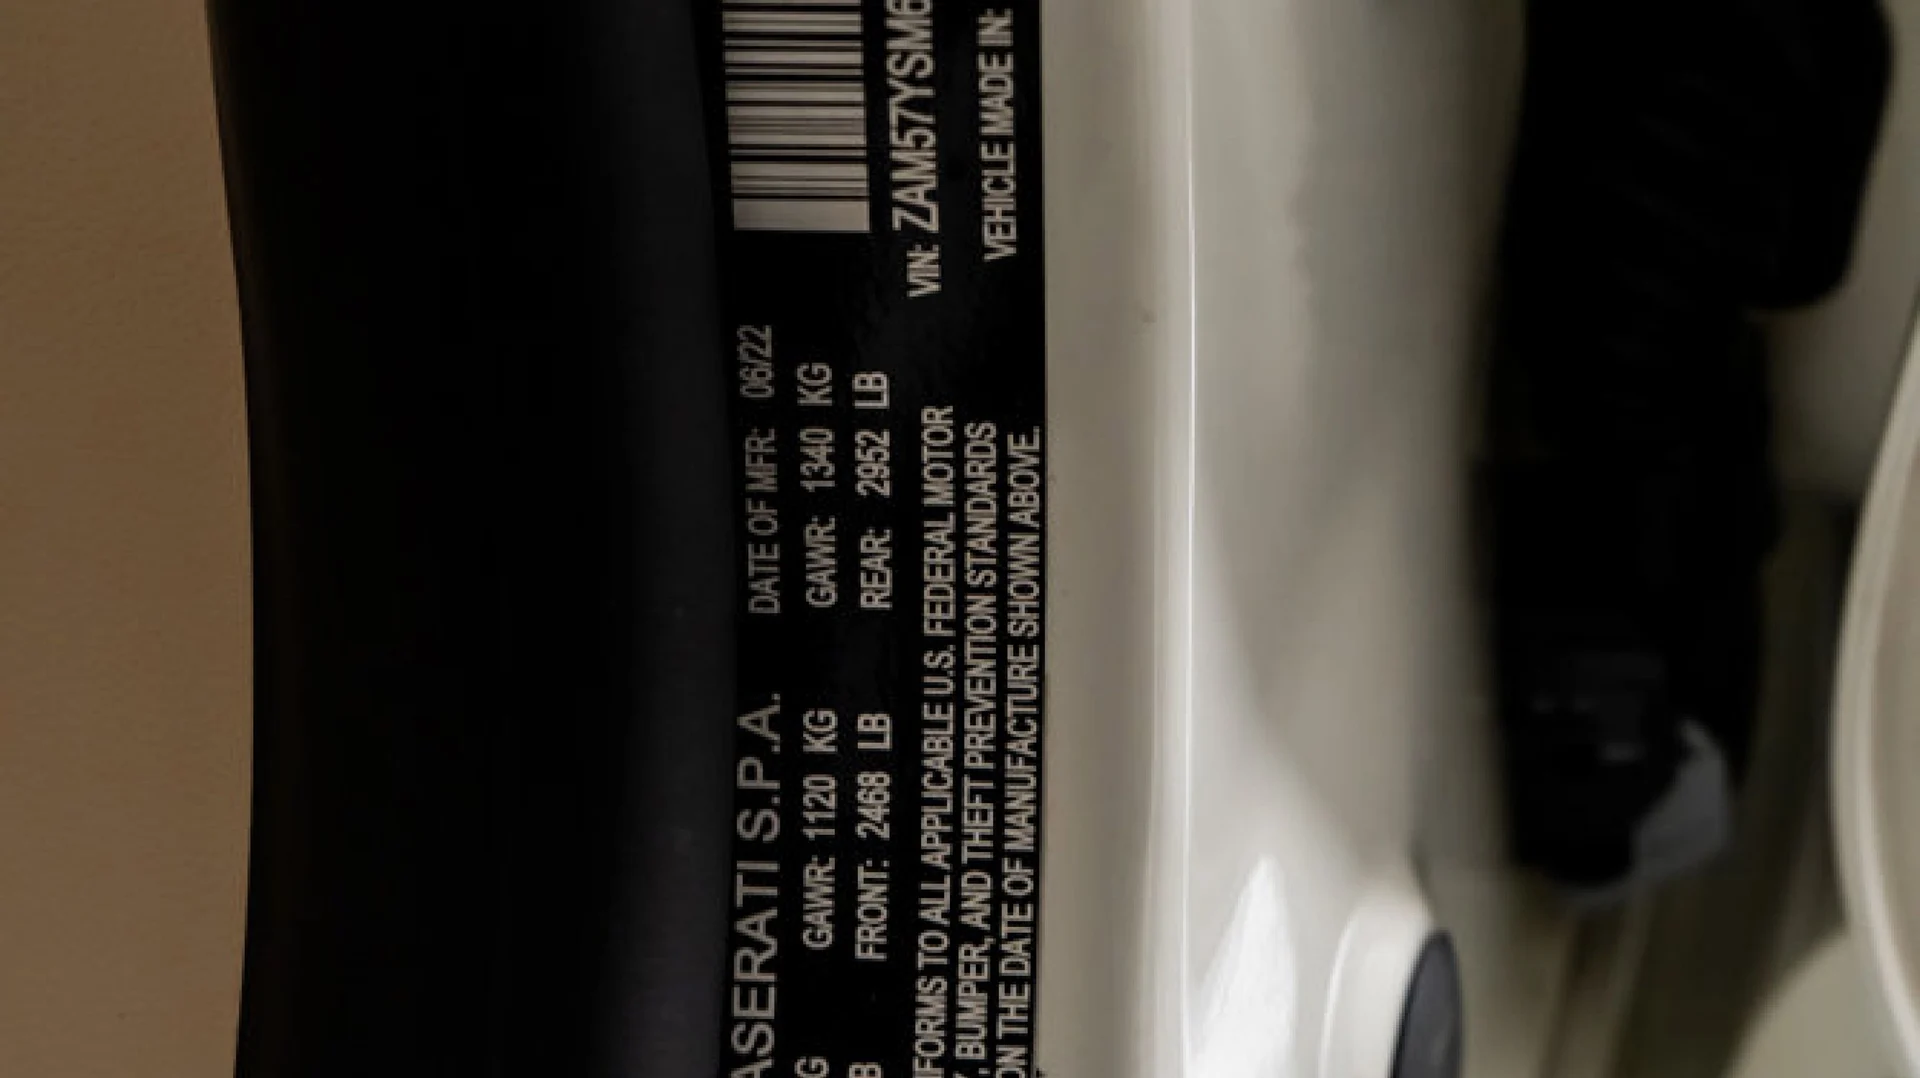 ASERATI S.P.A. DATE OF MFR: 06/22
G GAWR: 1120 KG GAWR: 1340 KG
B FRONT: 2468 LB REAR: 2952 LB
IFORMS TO ALL APPLICABLE U.S. FEDERAL MOTOR
, BUMPER, AND THEFT PREVENTION STANDARDS
ON THE DATE OF MANUFACTURE SHOWN ABOVE.
VIN: ZAM57YSM6
VEHICLE MADE IN: